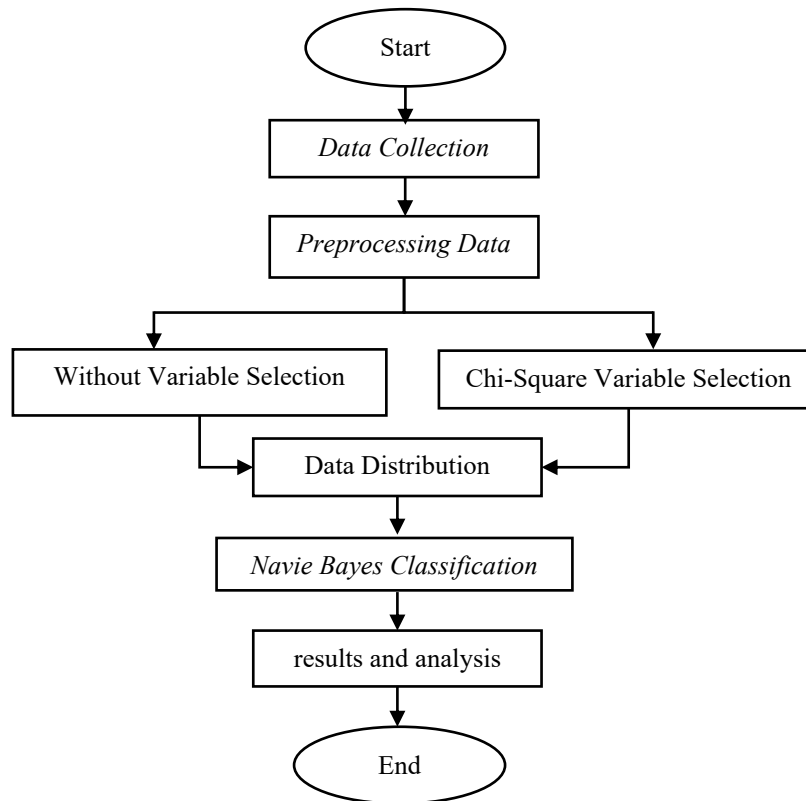 Start
Data Collection
Preprocessing Data
Without Variable Selection
Chi-Square Variable Selection
Data Distribution
Navie Bayes Classification
results and analysis
End